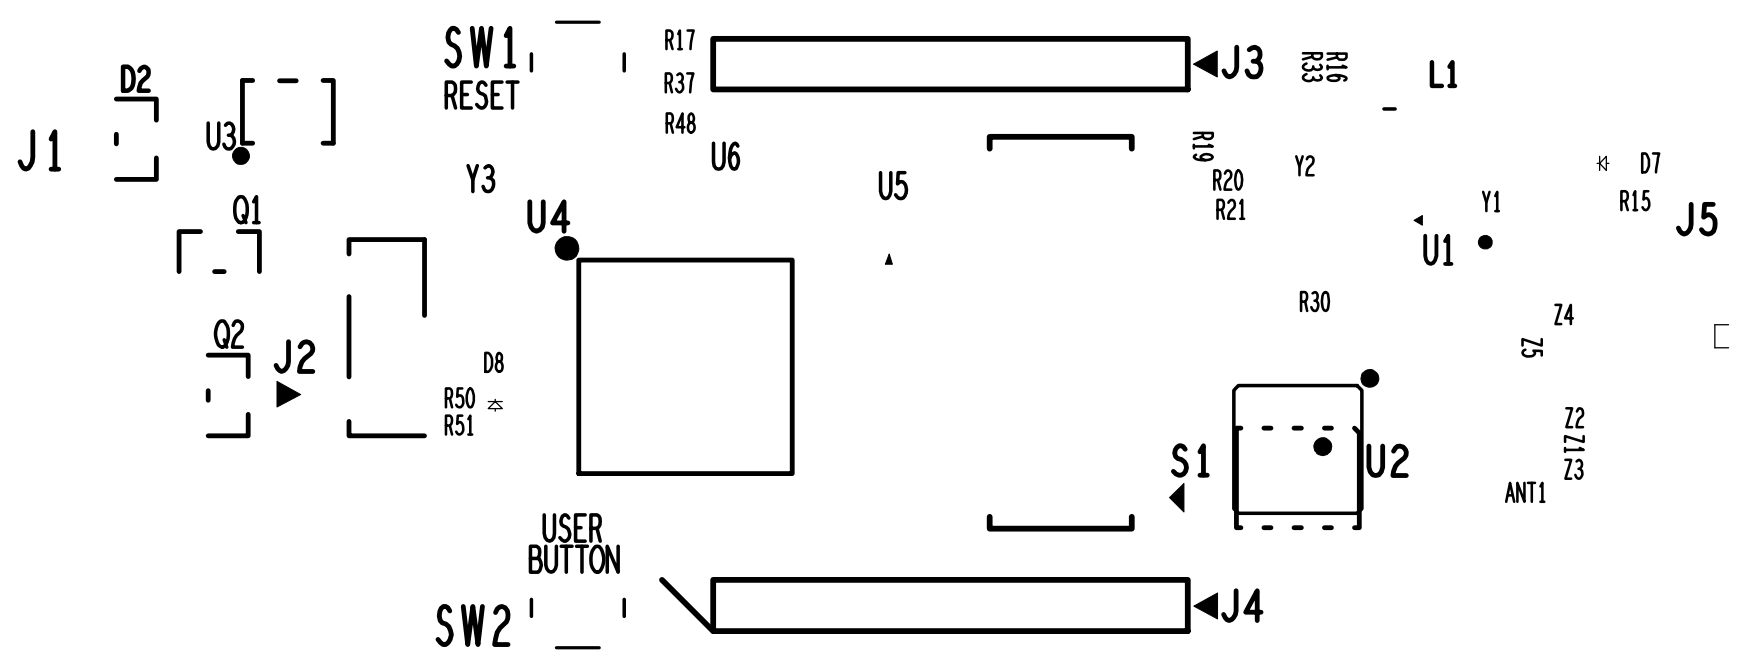 SW1
RESET
R17
R37
R48
J3
R33
R16
L1
D2
U3
J1
Y3
U6
U5
R19
R20
R21
Y2
D7
R15
Y1
J5
U1
Q1
U4
R30
Z4
Z5
Q2
J2
D8
R50
R51
Z2
Z1
Z3
S1
U2
ANT1
USER
BUTTON
SW2
J4